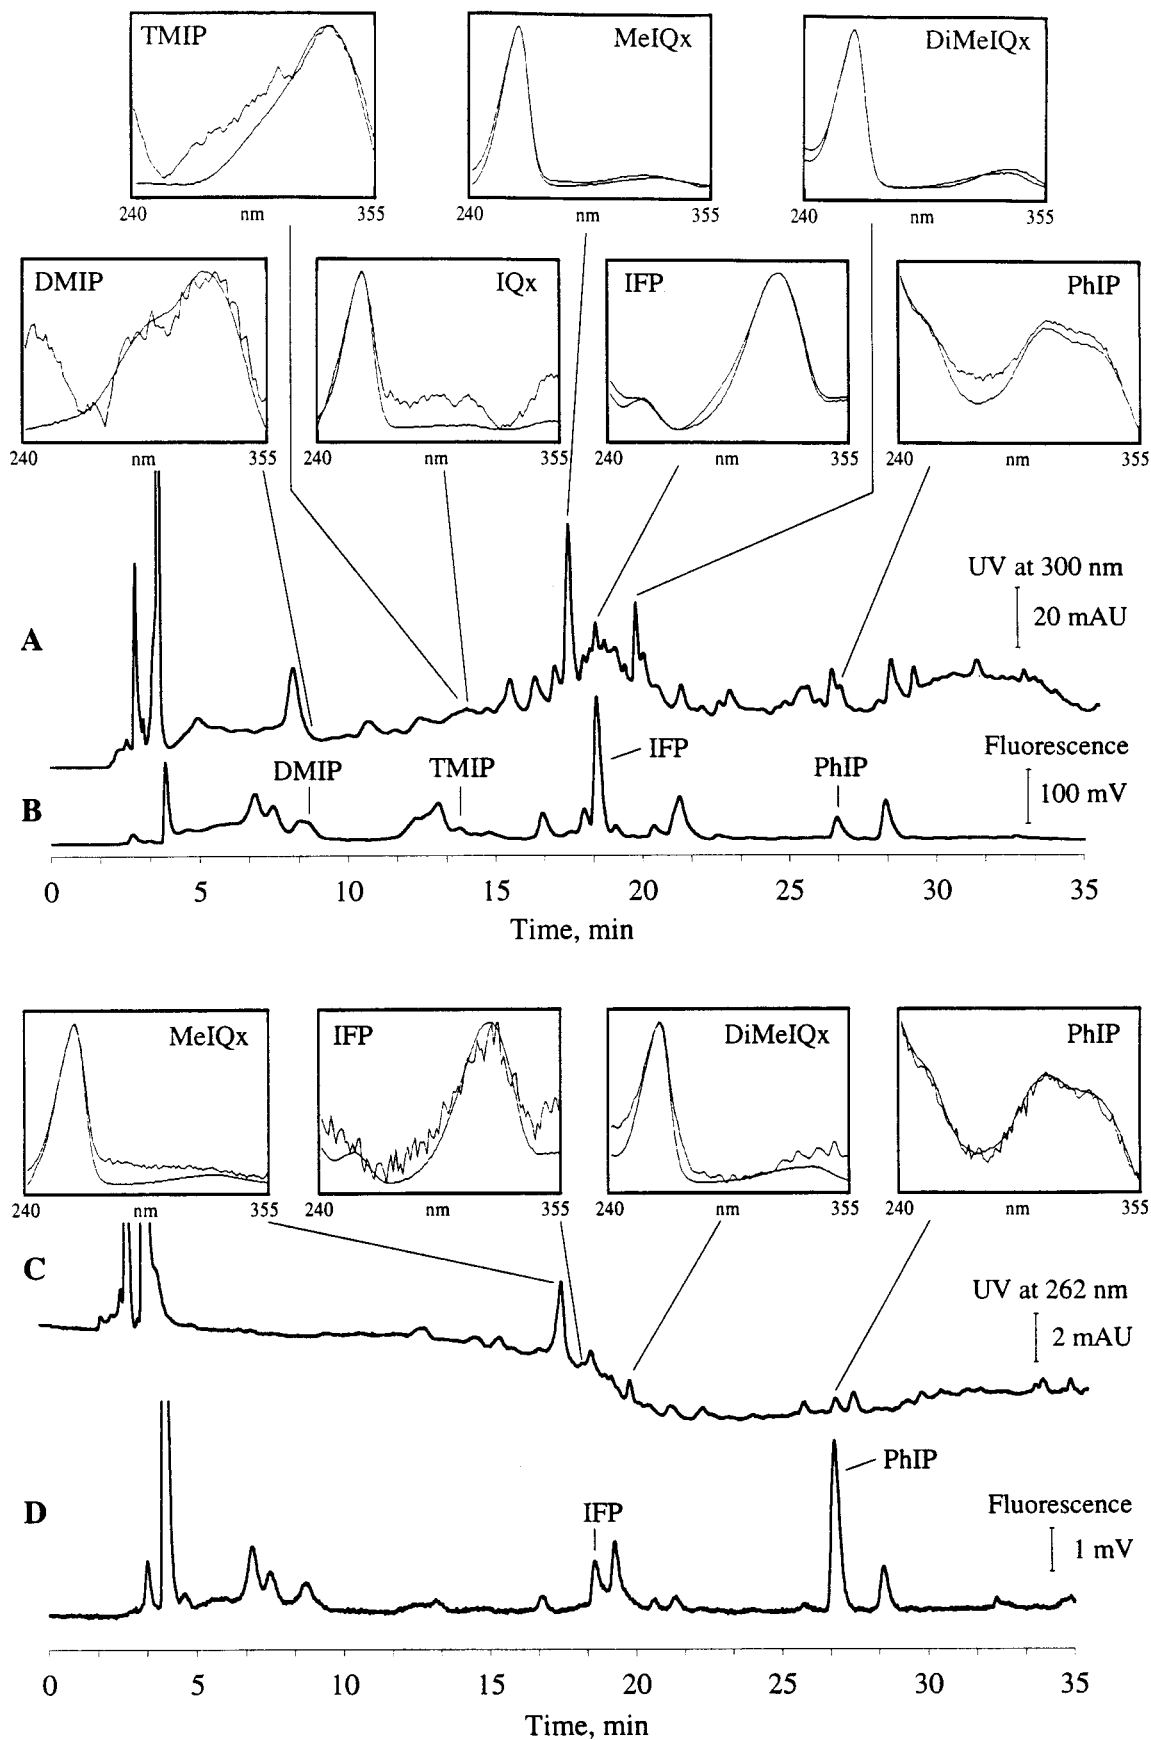 TMIP
MeIQx
DiMeIQx
240 nm 355
240 nm 355
240 nm 355
DMIP
IQx
IFP
PhIP
240 nm 355
240 nm 355
240 nm 355
240 nm 355
UV at 300 nm
20 mAU
A
Fluorescence
100 mV
IFP
DMIP
TMIP
PhIP
B
0 5 10 15 20 25 30 35
Time, min
MeIQx
IFP
DiMeIQx
PhIP
240 nm 355
240 nm 355
240 nm 355
240 nm 355
C
UV at 262 nm
2 mAU
PhIP
IFP
D
Fluorescence
1 mV
0 5 10 15 20 25 30 35
Time, min